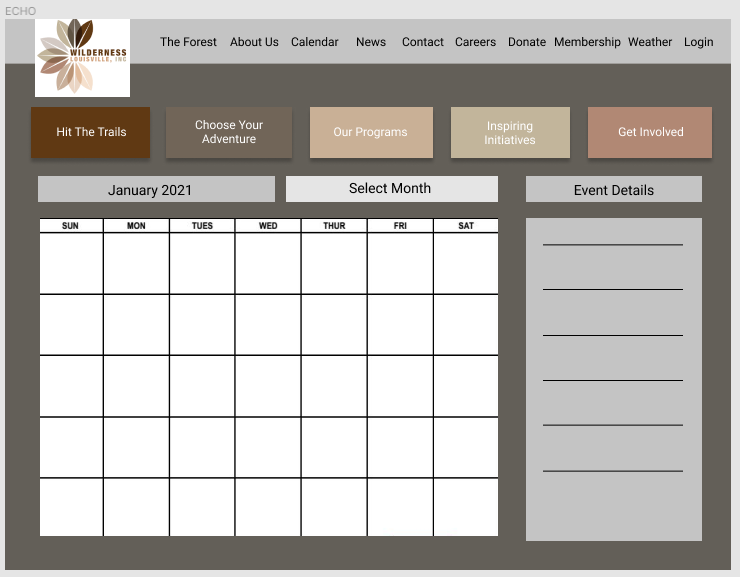 ECHO
WILDERNESS
LOUISVILLE, INC
The Forest About Us Calendar News Contact Careers Donate Membership Weather Login
Hit The Trails
Choose Your
Adventure
Our Programs
Inspiring
Initiatives
Get Involved
January 2021
Select Month
Event Details
SUN MON TUES WED THUR FRI SAT